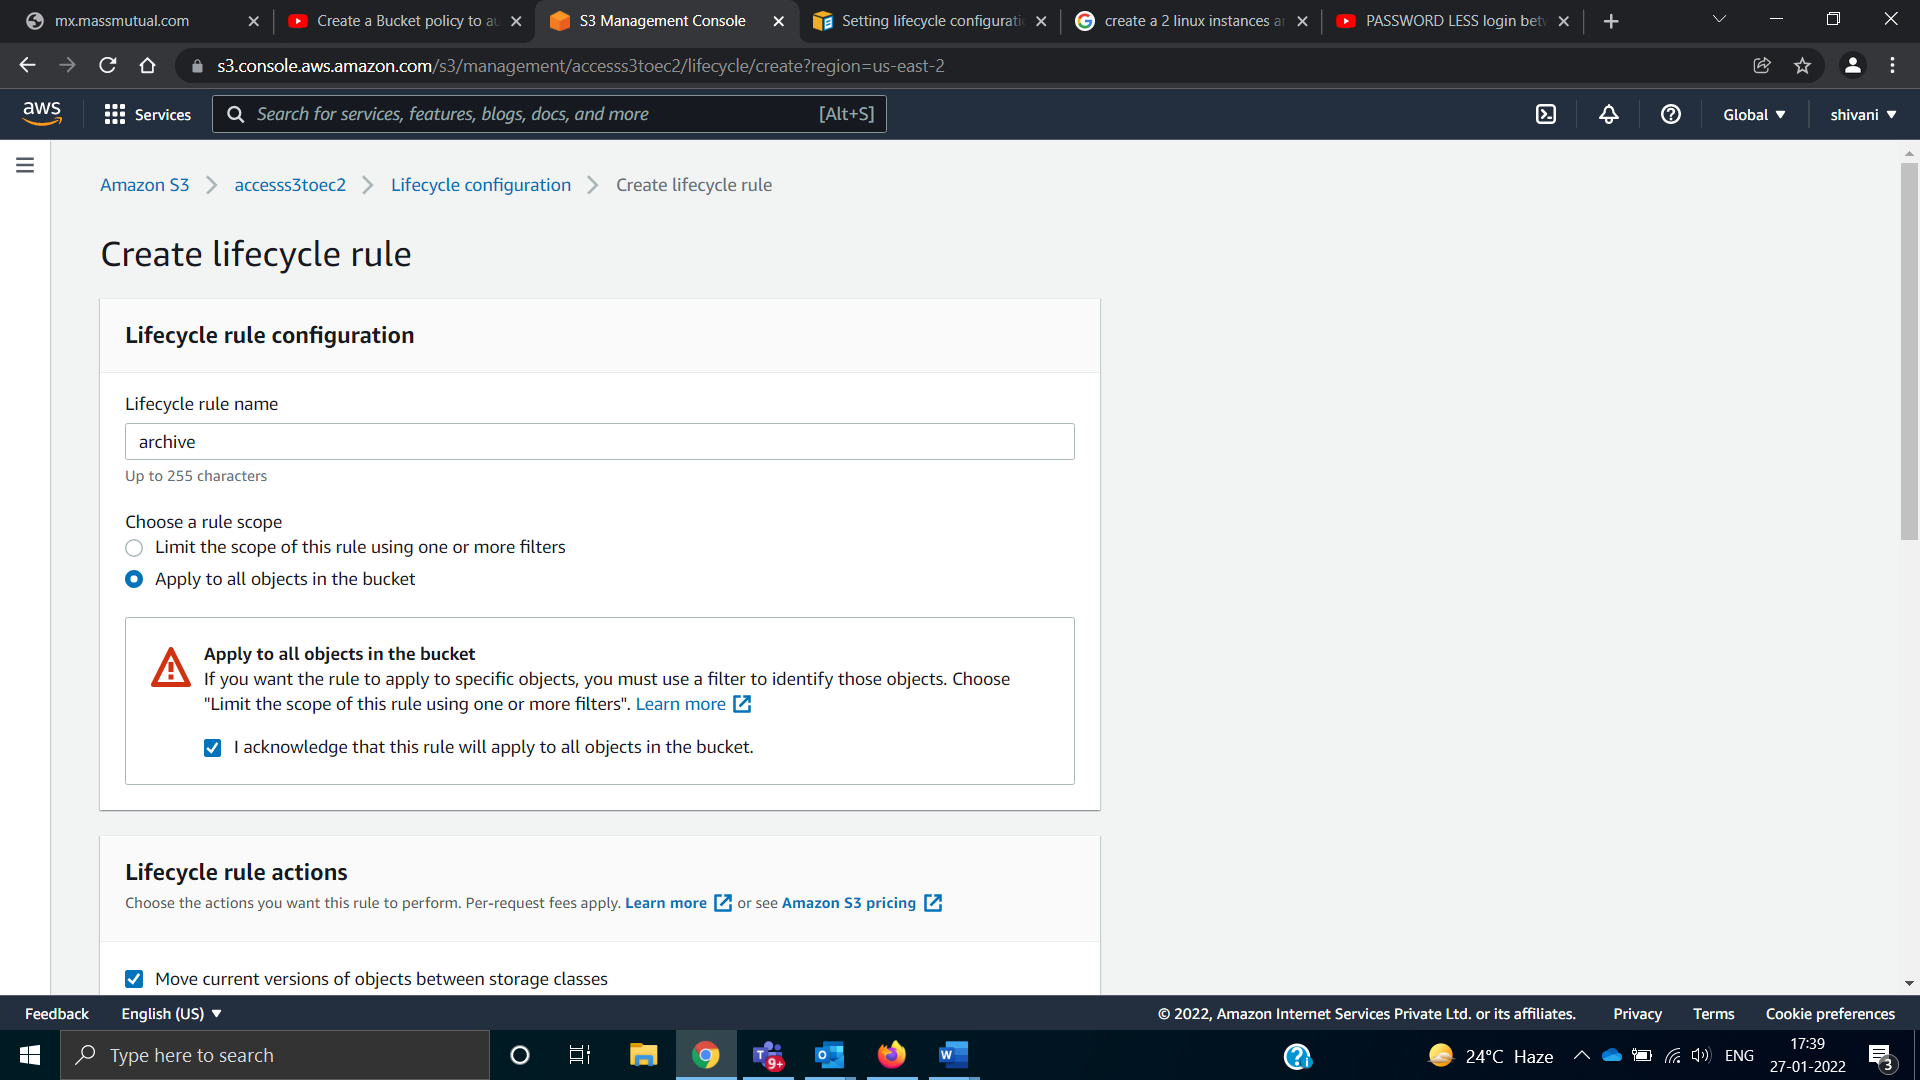 mx.massmutual.com
Create a Bucket policy to au
S3 Management Console
Setting lifecycle configurati
create a 2 linux instances a
PASSWORD LESS login bet
s3.console.aws.amazon.com/s3/management/accesss3toec2/lifecycle/create?region=us-east-2
aws
Services
Search for services, features, blogs, docs, and more
[Alt+S]
Global
shivani
Amazon S3
accesss3toec2
Lifecycle configuration
Create lifecycle rule
Create lifecycle rule
Lifecycle rule configuration
Lifecycle rule name
archive
Up to 255 characters
Choose a rule scope
Limit the scope of this rule using one or more filters
Apply to all objects in the bucket
Apply to all objects in the bucket
If you want the rule to apply to specific objects, you must use a filter to identify those objects. Choose
"Limit the scope of this rule using one or more filters". Learn more
I acknowledge that this rule will apply to all objects in the bucket.
Lifecycle rule actions
Choose the actions you want this rule to perform. Per-request fees apply. Learn more or see Amazon S3 pricing
Move current versions of objects between storage classes
Feedback
English (US)
© 2022, Amazon Internet Services Private Ltd. or its affiliates.
Privacy
Terms
Cookie preferences
Type here to search
9+
24°C Haze
ENG
17:39
27-01-2022
3